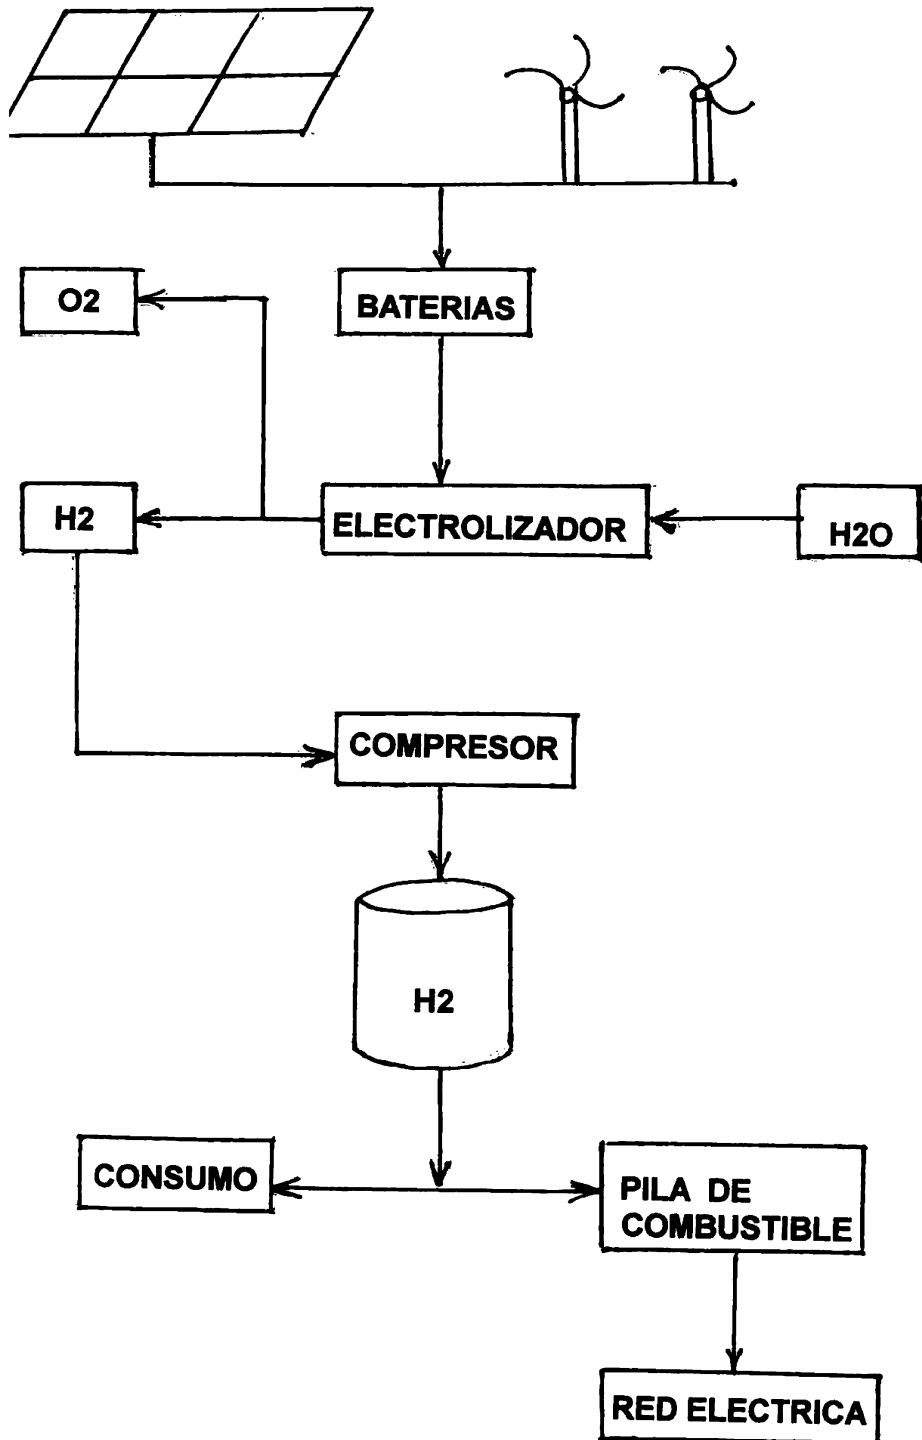 O2
BATERIAS
H2
ELECTROLIZADOR
H2O
COMPRESOR
H2
CONSUMO
PILA DE
COMBUSTIBLE
RED ELECTRICA